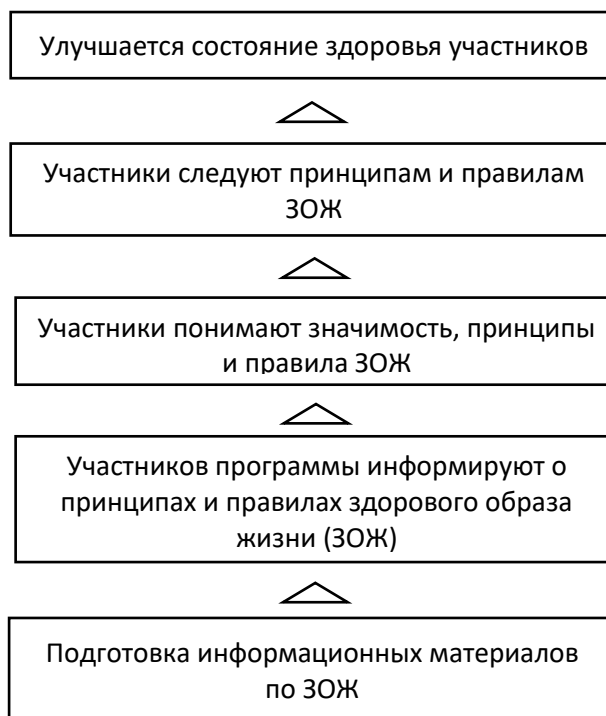 Улучшается состояние здоровья участников
Участники следуют принципам и правилам
ЗОЖ
Участники понимают значимость, принципы
и правила ЗОЖ
Участников программы информируют о
принципах и правилах здорового образа
жизни (ЗОЖ)
Подготовка информационных материалов
по ЗОЖ